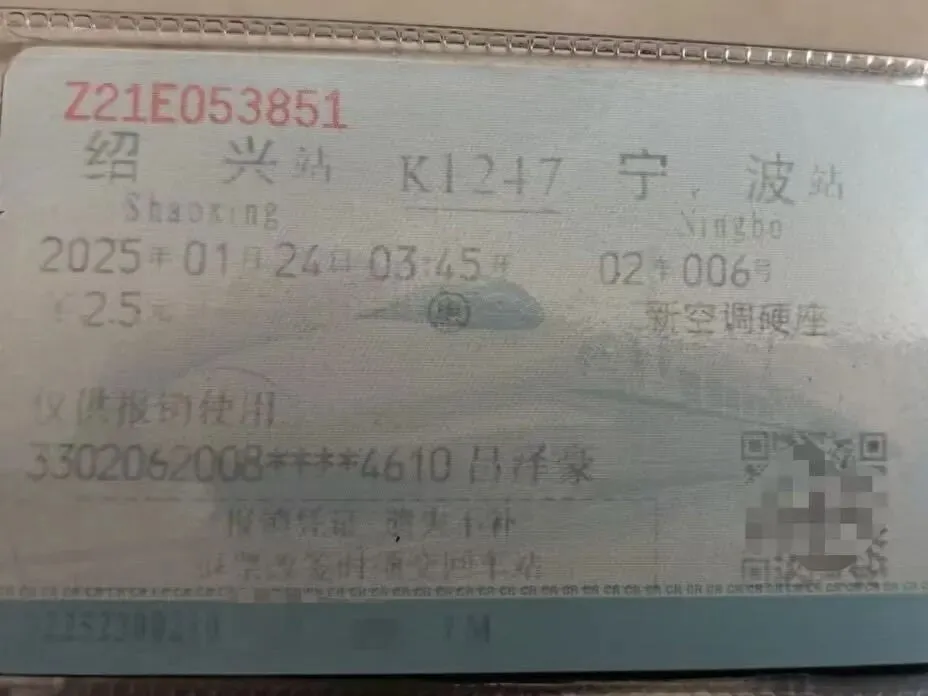 Z21E053851
绍 兴站 K1247 宁 波站
Shaoxing Ningbo
2025年01月24日03:45开 02车006号
¥2.5元 网 新空调硬座
仅供报销使用
3302062008****4610 吕泽豪
报销凭证 遗失不补
退票改签时须交回车站